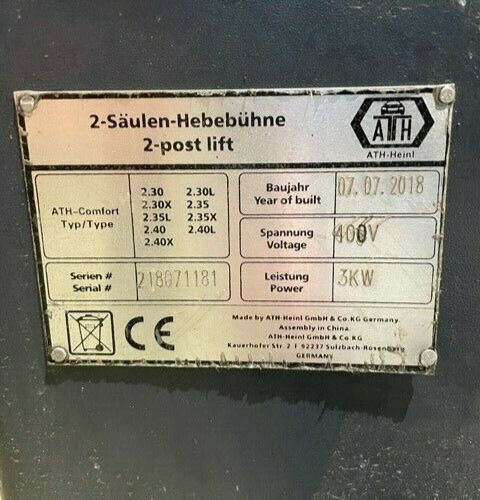 2-Säulen-Hebebühne
2-post lift
ATH
ATH-Heinl
ATH-Comfort
Typ/Type
2.30 2.30L
2.30X 2.35
2.35L 2.35X
2.40 2.40L
2.40X
Baujahr
Year of built
07.07.2018
Spannung
Voltage
400V
Serien #
Serial #
218071181
Leistung
Power
3KW
CE
Made by ATH-Heinl GmbH & Co.KG Germany.
Assembly in China.
ATH-Heinl GmbH & Co.KG
Kauerhofer Str. 2 / 92237 Sulzbach-Rosenberg
GERMANY